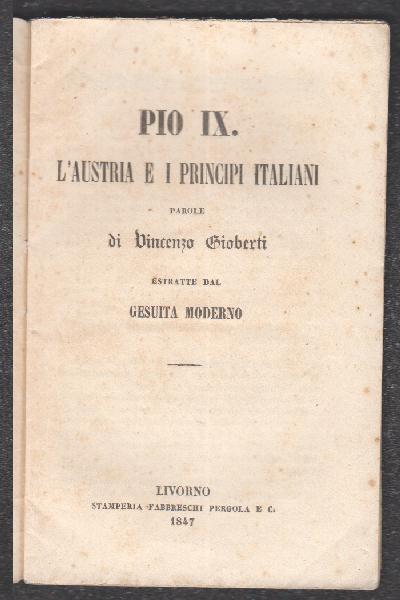 PIO IX.
L'AUSTRIA E I PRINCIPI ITALIANI
PAROLE
di Vincenzo Gioberti
ESTRATTE DAL
GESUITA MODERNO
LIVORNO
STAMPERIA FABBRESCHI PERGOLA E C.
1847